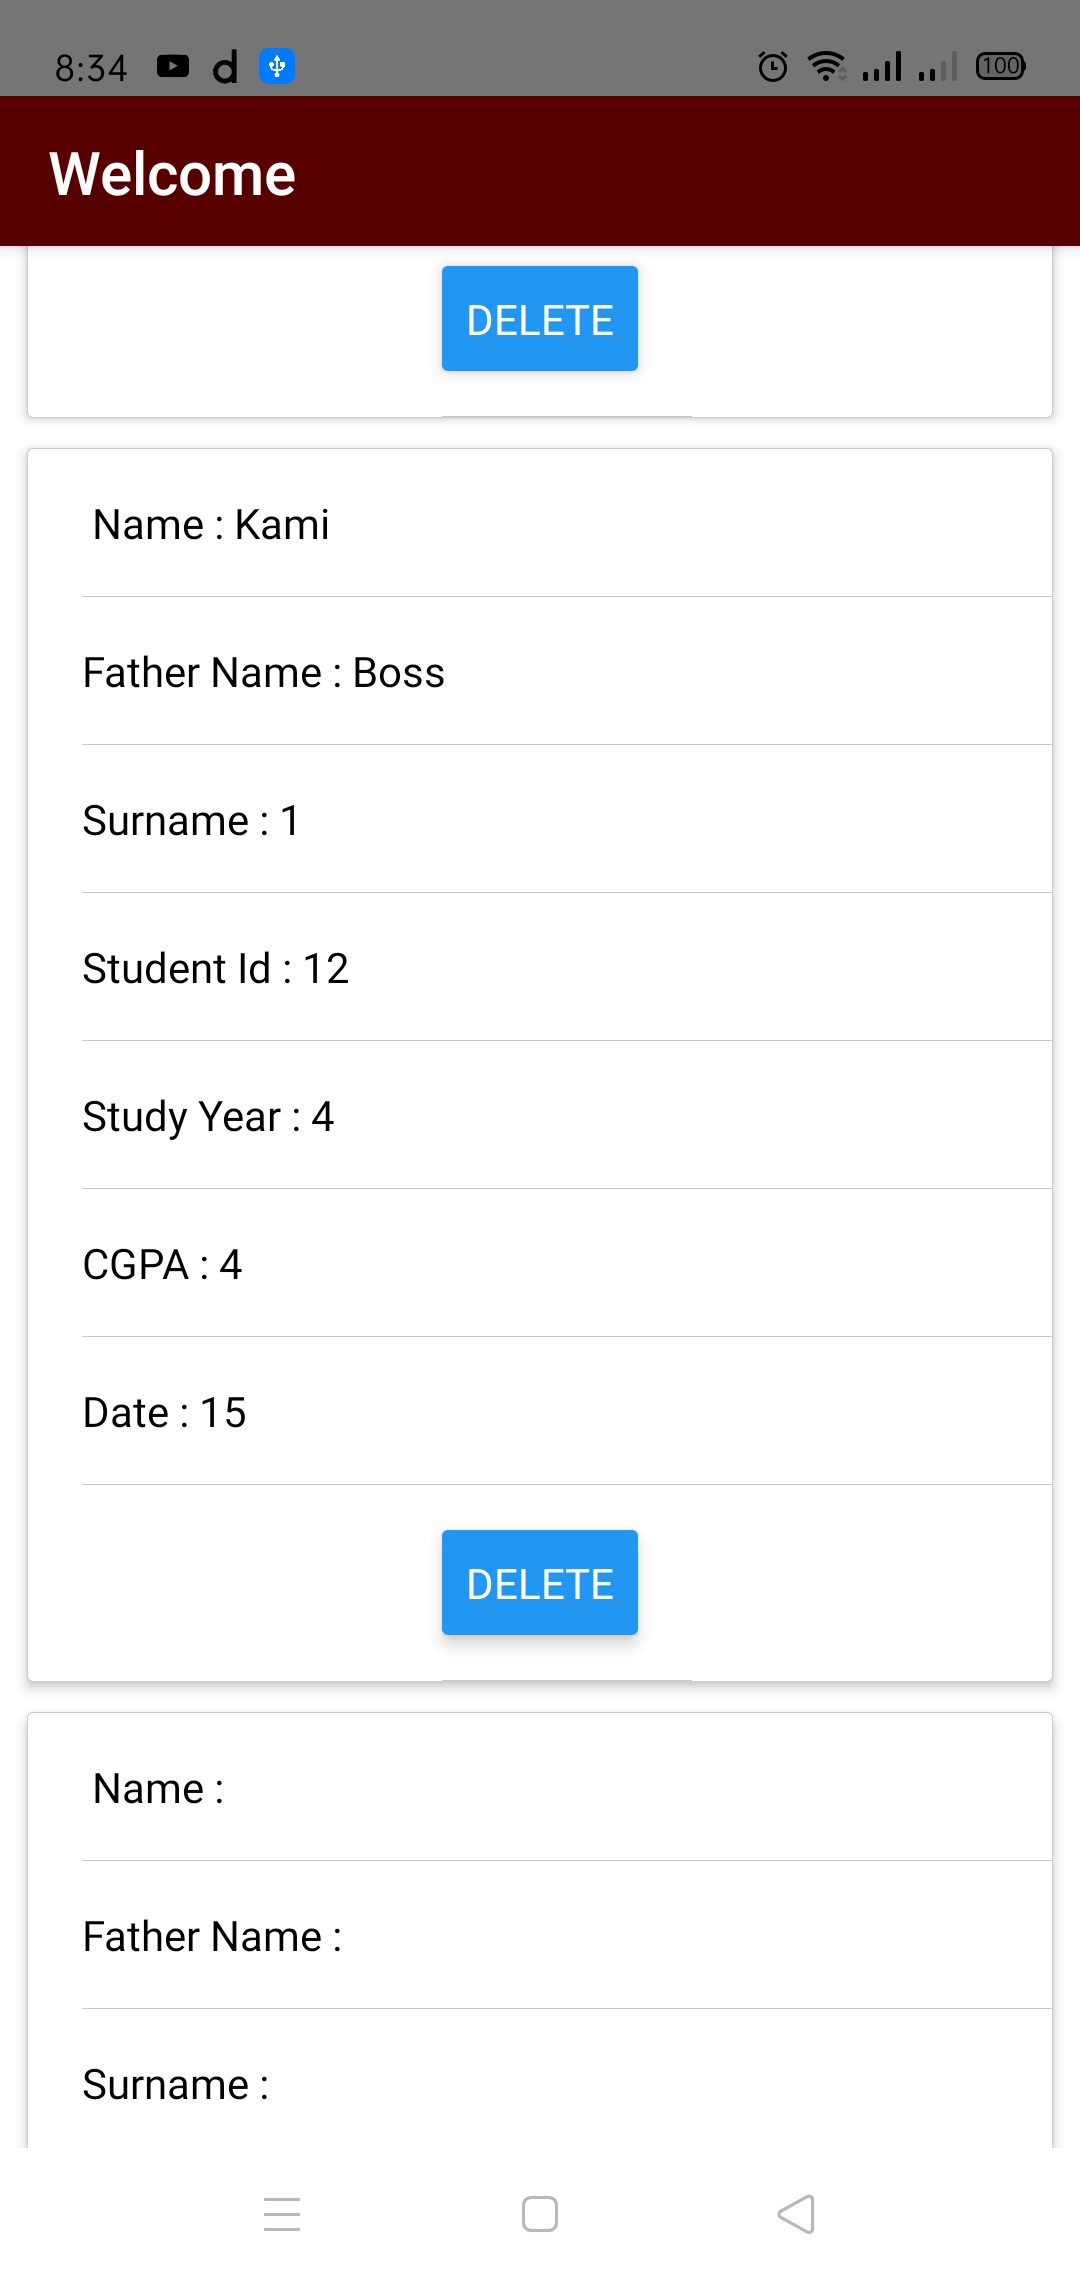 8:34 d 100
Welcome
DELETE
Name : Kami
Father Name : Boss
Surname : 1
Student Id : 12
Study Year : 4
CGPA : 4
Date : 15
DELETE
Name :
Father Name :
Surname :